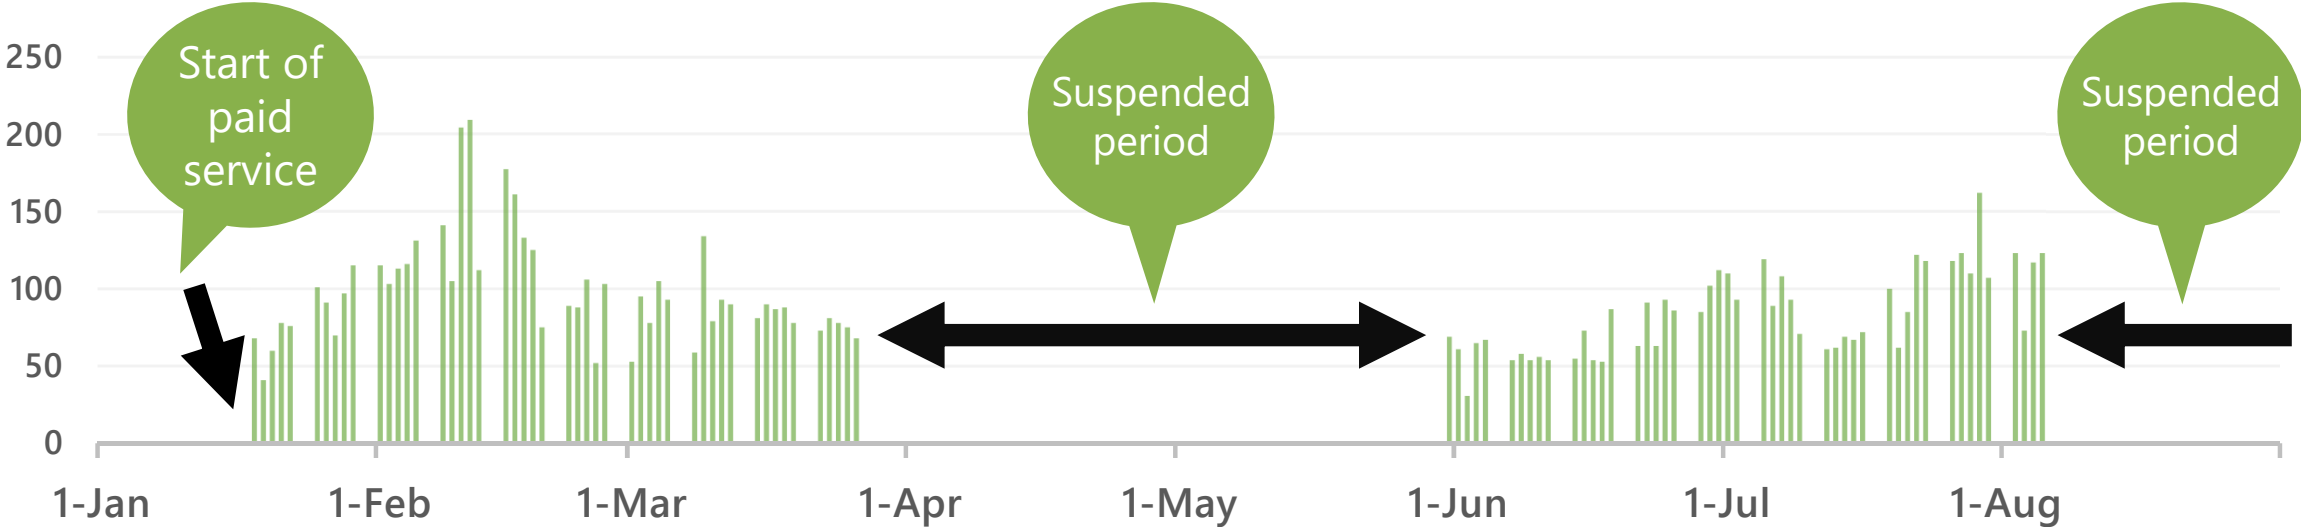 Start of
paid
service
Suspended
period
Suspended
period
250
200
150
100
50
0
1-Jan
1-Feb
1-Mar
1-Apr
1-May
1-Jun
1-Jul
1-Aug